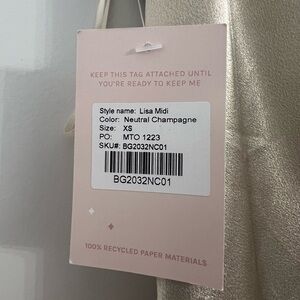 KEEP THIS TAG ATTACHED UNTIL
YOU'RE READY TO KEEP ME
Style name: Lisa Midi
Color: Neutral Champagne
Size: XS
PO: MTO 1223
SKU#: BG2032NC01
BG2032NC01
100% RECYCLED PAPER MATERIALS